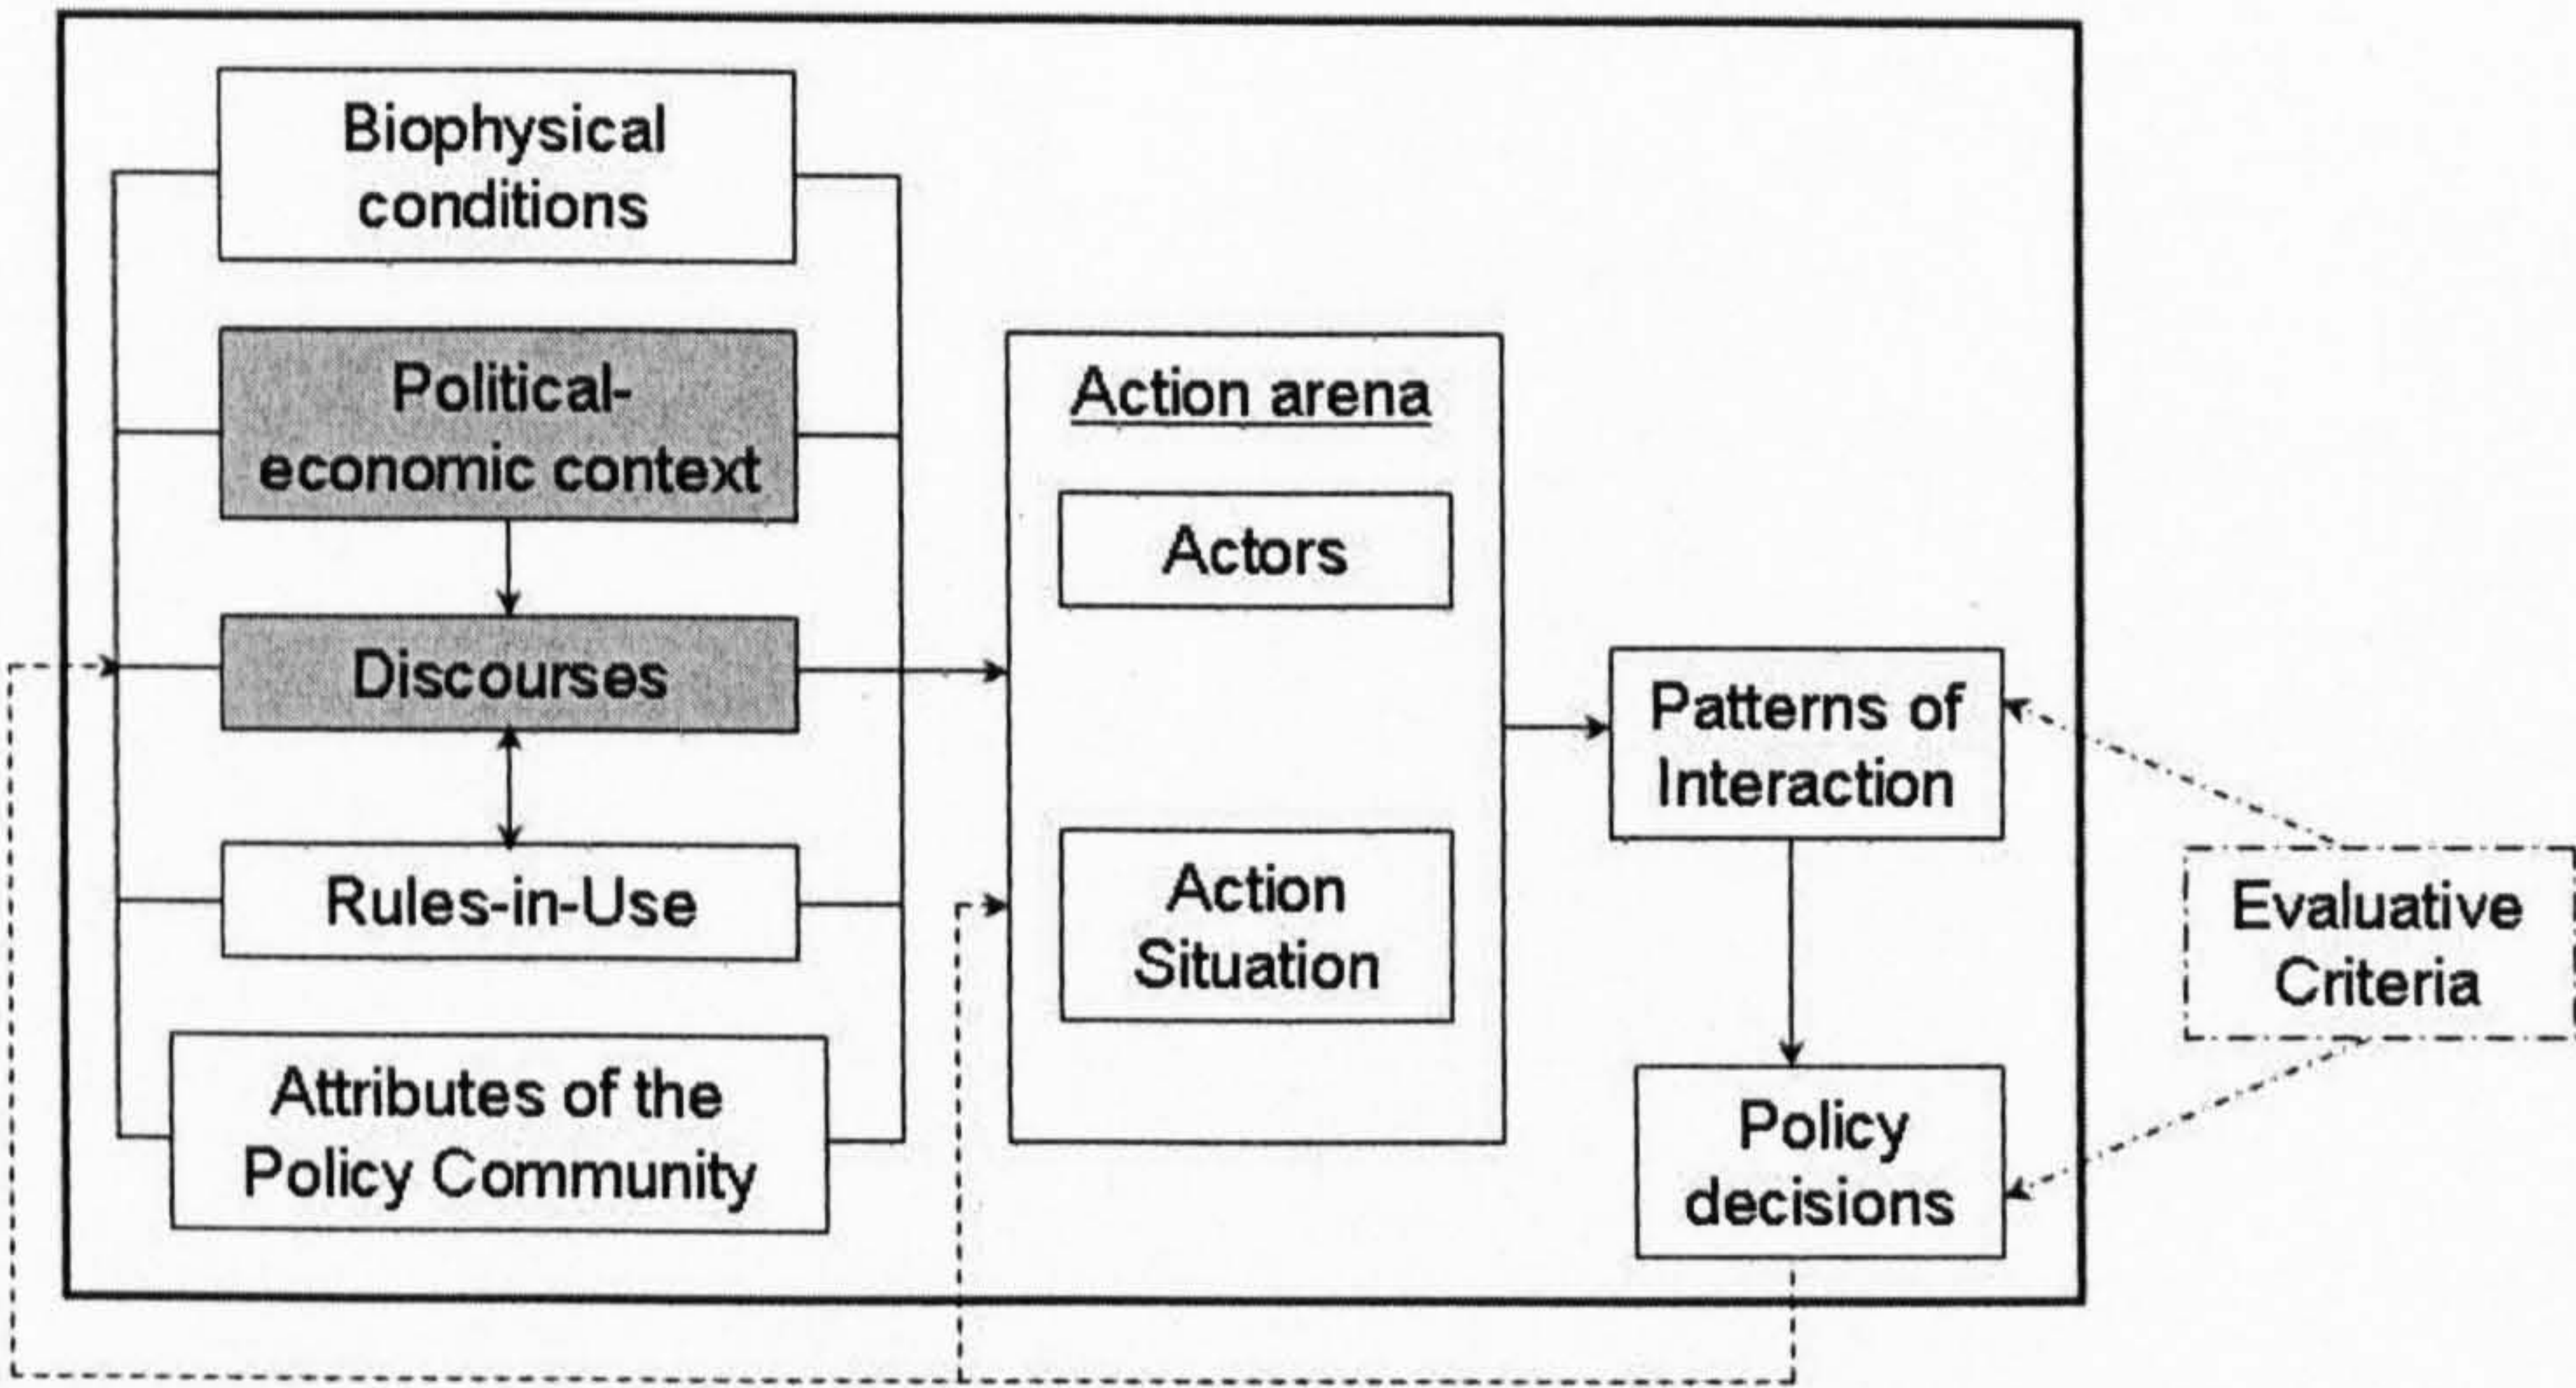 Biophysical
conditions
Political-
economic context
Discourses
Rules-in-Use
Attributes of the
Policy Community
Action arena
Actors
Action
Situation
Patterns of
Interaction
Policy
decisions
Evaluative
Criteria